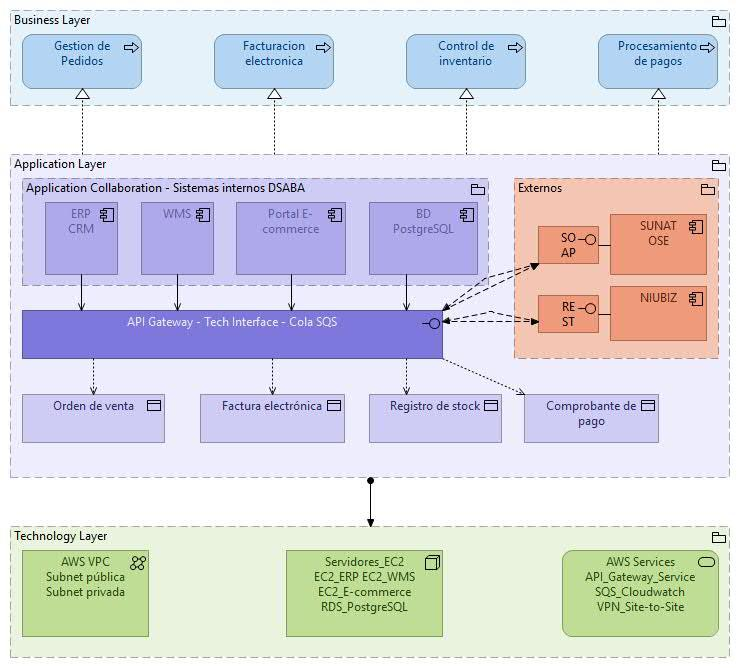 Business Layer
Gestion de
Pedidos
Facturacion
electronica
Control de
inventario
Procesamiento
de pagos
Application Layer
Application Collaboration - Sistemas internos DSABA
ERP
CRM
WMS
Portal E-
commerce
BD
PostgreSQL
Externos
SO
AP
SUNAT
OSE
RE
ST
NIUBIZ
API Gateway - Tech Interface - Cola SQS
Orden de venta
Factura electrónica
Registro de stock
Comprobante de
pago
Technology Layer
AWS VPC
Subnet pública
Subnet privada
Servidores_EC2
EC2_ERP EC2_WMS
EC2_E-commerce
RDS_PostgreSQL
AWS Services
API_Gateway_Service
SQS_Cloudwatch
VPN_Site-to-Site